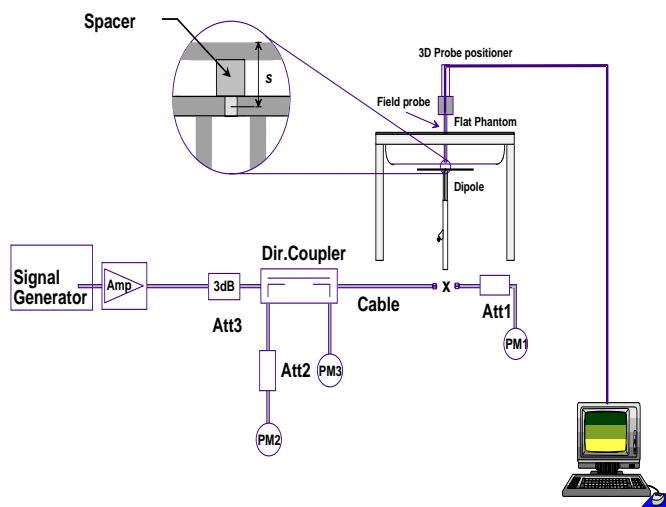 Spacer
s
3D Probe positioner
Field probe
Flat Phantom
Dipole
Signal
Generator
Amp
3dB
Att3
Dir.Coupler
Cable
x
Att1
PM1
Att2
PM3
PM2